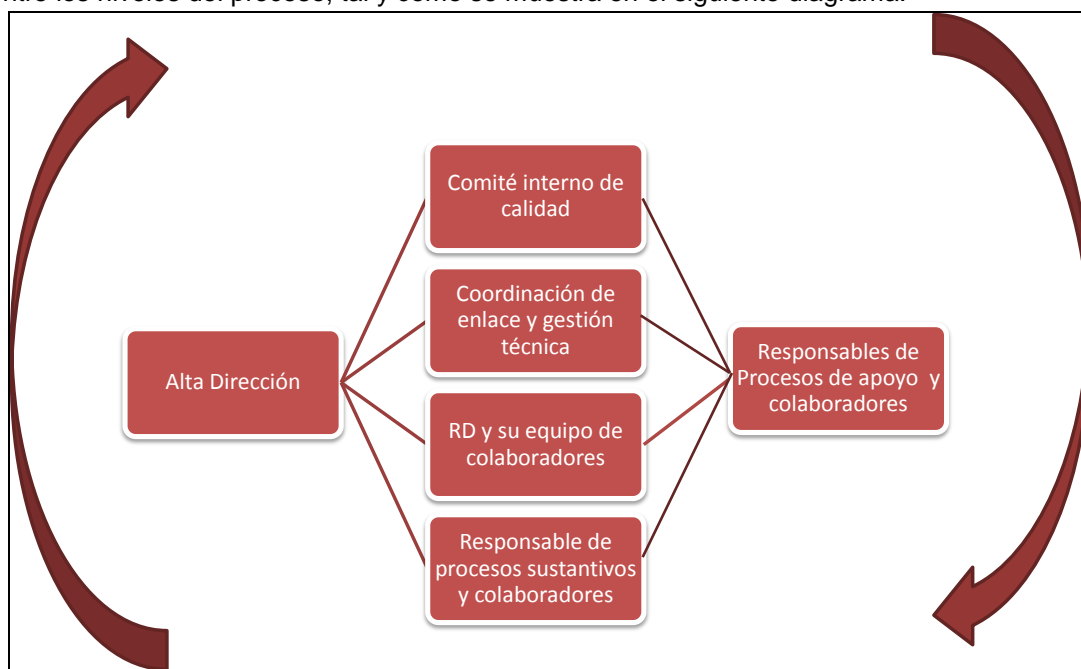 entre los niveles del proceso, tal y como se muestra en el siguiente diagrama.
Comité interno de
calidad
Coordinación de
enlace y gestión
técnica
Alta Dirección
Responsables de
Procesos de apoyo y
colaboradores
RD y su equipo de
colaboradores
Responsable de
procesos sustantivos
y colaboradores